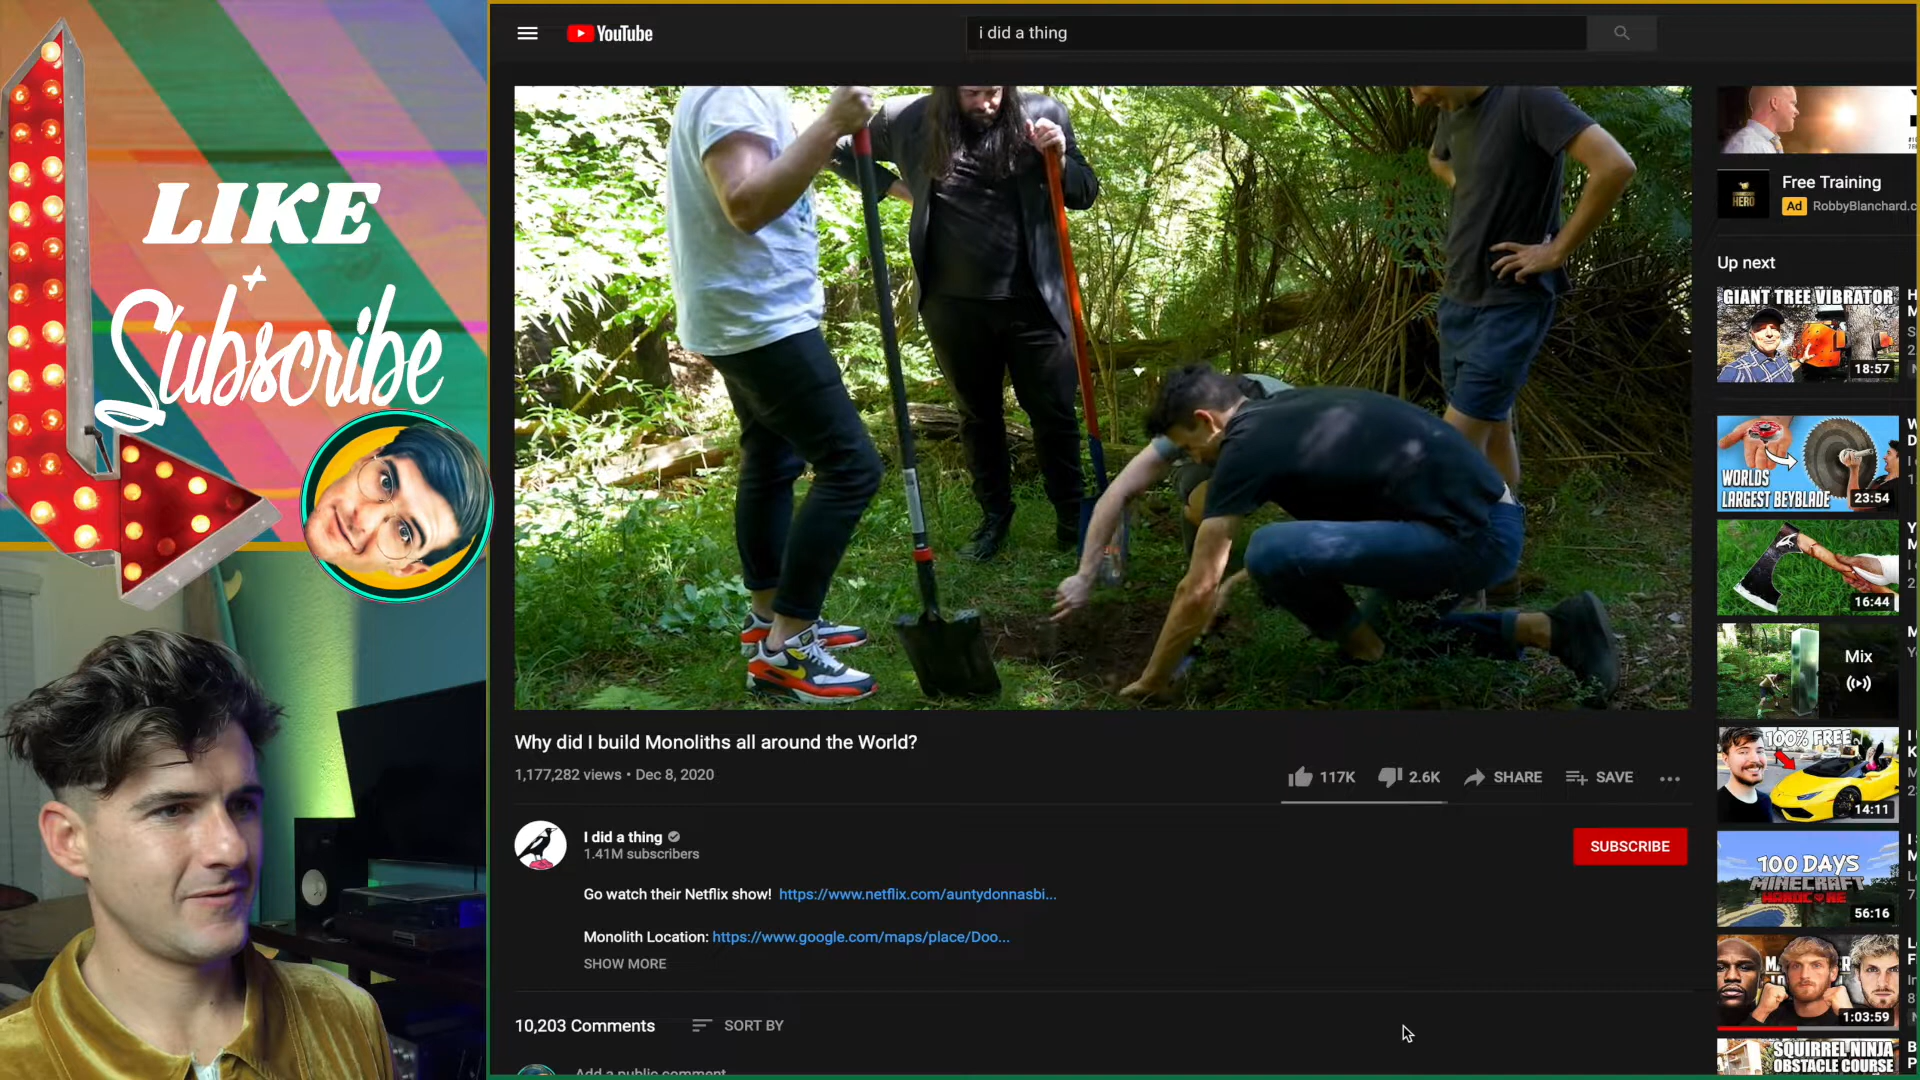 LIKE
+
Subscribe
YouTube
i did a thing
Why did I build Monoliths all around the World?
1,177,282 views • Dec 8, 2020
117K
2.6K
SHARE
SAVE
I did a thing
1.41M subscribers
SUBSCRIBE
Go watch their Netflix show! https://www.netflix.com/auntydonnasbi...
Monolith Location: https://www.google.com/maps/place/Doo...
SHOW MORE
10,203 Comments
SORT BY
Add a public comment
HERO
Free Training
Ad RobbyBlanchard.c
Up next
GIANT TREE VIBRATOR
18:57
WORLDS
LARGEST BEYBLADE
23:54
16:44
Mix
100% FREE
14:11
100 DAYS
MINECRAFT
HARDCORE
56:16
1:03:59
SQUIRREL NINJA
OBSTACLE COURSE